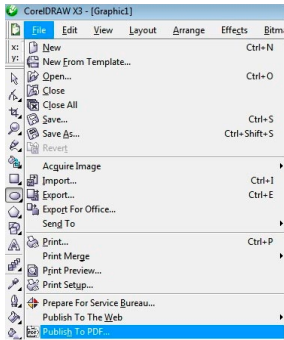 CorelDRAW X3 - [Graphic1]
File Edit View Layout Arrange Effects Bitm
x:
y:
New Ctrl+N
New From Template...
Open... Ctrl+O
Close
Close All
Save... Ctrl+S
Save As... Ctrl+Shift+S
Revert
Acquire Image
Import... Ctrl+I
Export... Ctrl+E
Export For Office...
Send To
Print... Ctrl+P
Print Merge
Print Preview...
Print Setup...
Prepare For Service Bureau...
Publish To The Web
Publish To PDF...